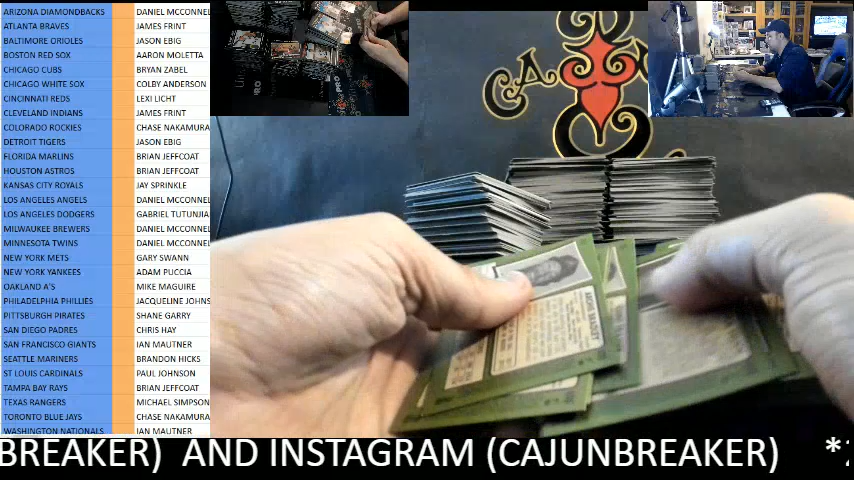 ARIZONA DIAMONDBACKS DANIEL MCCONNEL
ATLANTA BRAVES JAMES FRINT
BALTIMORE ORIOLES JASON EBIG
BOSTON RED SOX AARON MOLETTA
CHICAGO CUBS BRYAN ZABEL
CHICAGO WHITE SOX COLBY ANDERSON
CINCINNATI REDS LEXI LICHT
CLEVELAND INDIANS JAMES FRINT
COLORADO ROCKIES CHASE NAKAMURA
DETROIT TIGERS JASON EBIG
FLORIDA MARLINS BRIAN JEFFCOAT
HOUSTON ASTROS BRIAN JEFFCOAT
KANSAS CITY ROYALS JAY SPRINKLE
LOS ANGELES ANGELS DANIEL MCCONNEL
LOS ANGELES DODGERS GABRIEL TUTUNJIA
MILWAUKEE BREWERS DANIEL MCCONNEL
MINNESOTA TWINS DANIEL MCCONNEL
NEW YORK METS GARY SWANN
NEW YORK YANKEES ADAM PUCCIA
OAKLAND A'S MIKE MAGUIRE
PHILADELPHIA PHILLIES JACQUELINE JOHNS
PITTSBURGH PIRATES SHANE GARRY
SAN DIEGO PADRES CHRIS HAY
SAN FRANCISCO GIANTS IAN MAUTNER
SEATTLE MARINERS BRANDON HICKS
ST LOUIS CARDINALS PAUL JOHNSON
TAMPA BAY RAYS BRIAN JEFFCOAT
TEXAS RANGERS MICHAEL SIMPSON
TORONTO BLUE JAYS CHASE NAKAMURA
WASHINGTON NATIONALS IAN MAUTNER
CA
BREAKER) AND INSTAGRAM (CAJUNBREAKER) *